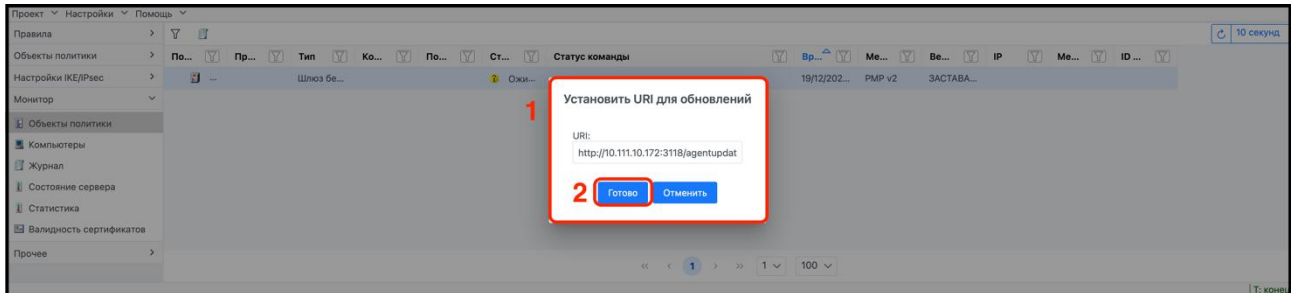 Проект Настройки Помощь
Правила
10 секунд
Объекты политики
По... Пр... Тип Ко... По... Ст... Статус команды Вр... Ме... Ве... IP Ме... ID ...
Настройки IKE/IPsec
... Шлюз бе... Ожи... 19/12/202... PMP v2 ЗАСТАВА...
Монитор
1
Установить URI для обновлений
Объекты политики
URI:
Компьютеры
http://10.111.10.172:3118/agentupdat
Журнал
Состояние сервера
2
Готово Отменить
Статистика
Валидность сертификатов
Прочее
<< < 1 > >> 1 100
Т: конец